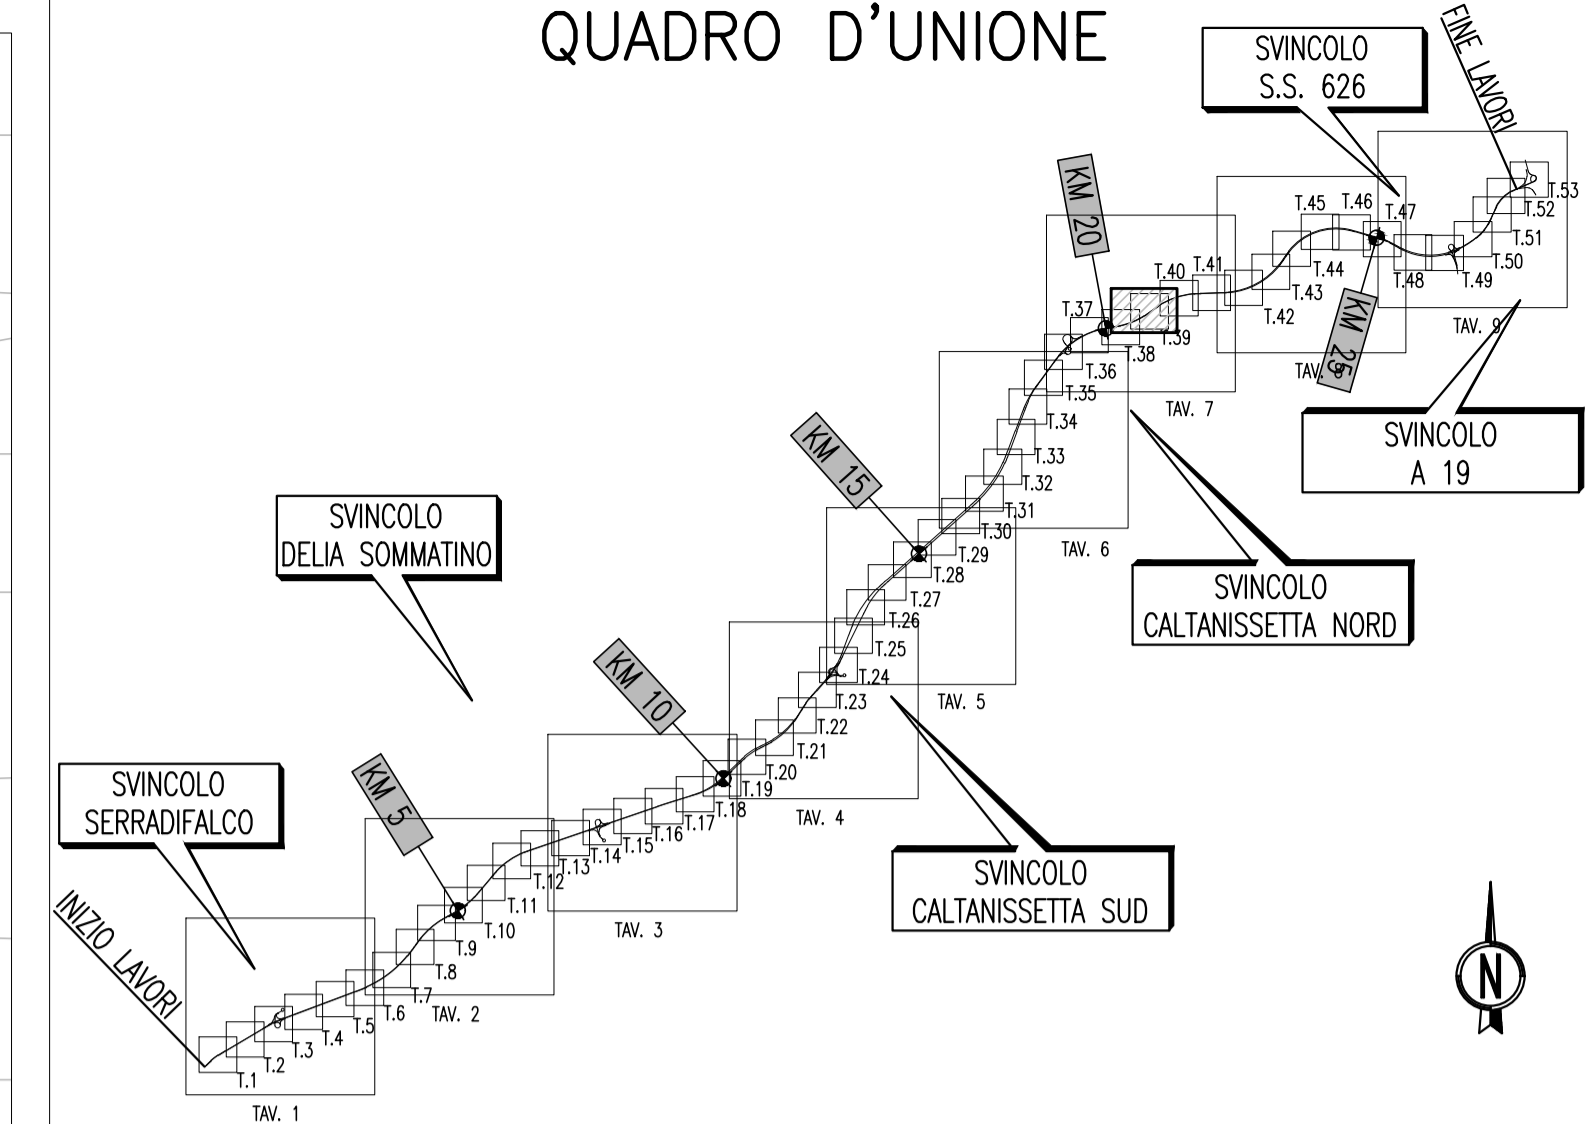 QUADRO D'UNIONE
SVINCOLO
S.S. 626
FINE LAVORI
KM 20
T.53
T.52
T.51
T.50
T.49
T.48
T.47
T.46
T.45
T.44
T.43
T.42
T.41
T.40
T.39
T.38
T.37
T.36
T.35
T.34
T.33
T.32
T.31
T.30
T.29
T.28
T.27
T.26
T.25
T.24
T.23
T.22
T.21
T.20
T.19
T.18
T.17
T.16
T.15
T.14
T.13
T.12
T.11
T.10
T.9
T.8
T.7
T.6
T.5
T.4
T.3
T.2
T.1
KM 25
TAV. 9
TAV. 8
TAV. 7
SVINCOLO
A 19
KM 15
TAV. 6
SVINCOLO
DELIA SOMMATINO
SVINCOLO
CALTANISSETTA NORD
KM 10
TAV. 5
KM 5
SVINCOLO
SERRADIFALCO
TAV. 4
SVINCOLO
CALTANISSETTA SUD
TAV. 3
INIZIO LAVORI
TAV. 2
TAV. 1
N